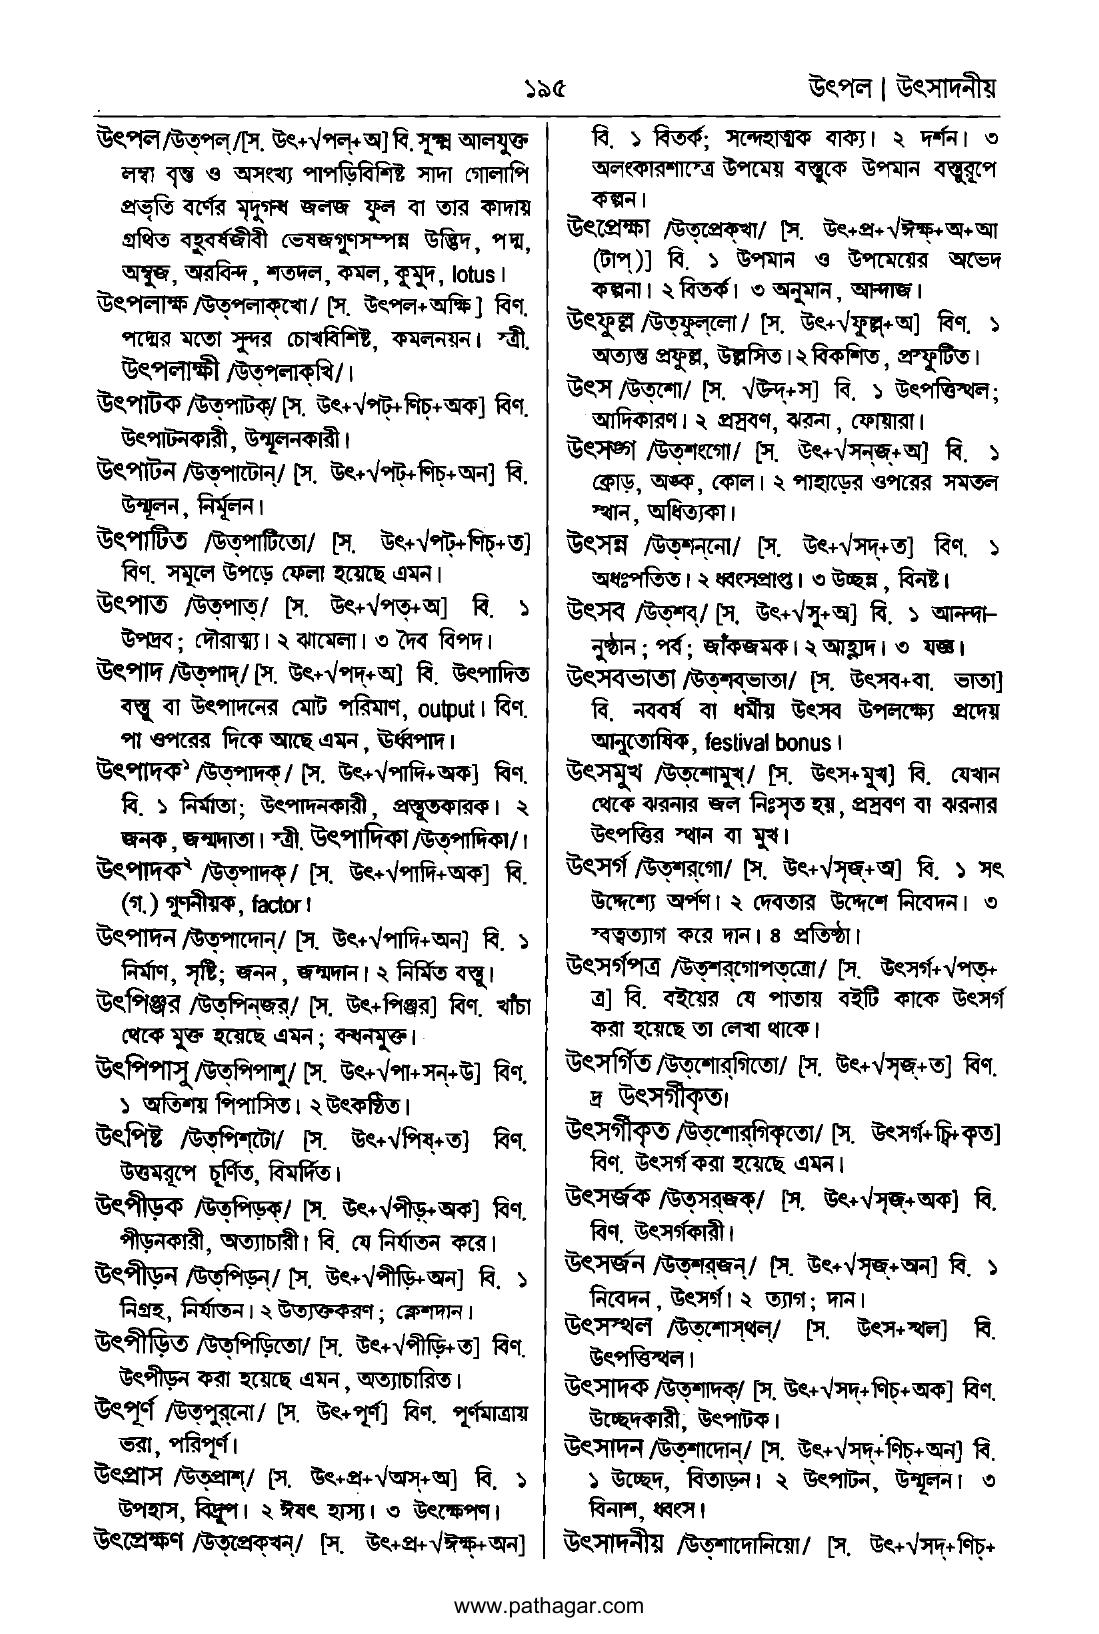 ১৯৫
উৎপল | উৎসাদনীয়
উৎপল /উত্‌পল্‌/ [স. উৎ+√পল্‌+অ] বি. সূক্ষ্ম আলযুক্ত
লম্বা বৃন্ত ও অসংখ্য পাপড়িবিশিষ্ট সাদা গোলাপি
প্রভৃতি বর্ণের মৃদুগন্ধ জলজ ফুল বা তার কাদায়
গ্রথিত বহুবর্ষজীবী ভেষজগুণসম্পন্ন উদ্ভিদ, পদ্ম,
অম্বুজ, অরবিন্দ, শতদল, কমল, কুমুদ, lotus।
উৎপলাক্ষ /উত্‌পলাক্‌খো/ [স. উৎপল+অক্ষি] বিণ.
পদ্মের মতো সুন্দর চোখবিশিষ্ট, কমলনয়ন। স্ত্রী.
উৎপলাক্ষী /উত্‌পলাক্‌খি/।
উৎপাটক /উত্‌পাটক্‌/ [স. উৎ+√পট্‌+ণিচ্‌+অক] বিণ.
উৎপাটনকারী, উন্মূলনকারী।
উৎপাটন /উত্‌পাটোন্‌/ [স. উৎ+√পট্‌+ণিচ্‌+অন] বি.
উন্মূলন, নির্মূলন।
উৎপাটিত /উত্‌পাটিতো/ [স. উৎ+√পট্‌+ণিচ্‌+ত]
বিণ. সমূলে উপড়ে ফেলা হয়েছে এমন।
উৎপাত /উত্‌পাত্‌/ [স. উৎ+√পত্‌+অ] বি. ১
উপদ্রব; দৌরাত্ম্য। ২ ঝামেলা। ৩ দৈব বিপদ।
উৎপাদ /উত্‌পাদ্‌/ [স. উৎ+√পদ্‌+অ] বি. উৎপাদিত
বস্তু বা উৎপাদনের মোট পরিমাণ, output। বিণ.
পা ওপরের দিকে আছে এমন, ঊর্ধ্বপাদ।
উৎপাদক১ /উত্‌পাদক্‌/ [স. উৎ+√পাদি+অক] বিণ.
বি. ১ নির্মাতা; উৎপাদনকারী, প্রস্তুতকারক। ২
জনক, জন্মদাতা। স্ত্রী. উৎপাদিকা /উত্‌পাদিকা/।
উৎপাদক২ /উত্‌পাদক্‌/ [স. উৎ+√পাদি+অক] বি.
(গ.) গুণনীয়ক, factor।
উৎপাদন /উত্‌পাদোন্‌/ [স. উৎ+√পাদি+অন] বি. ১
নির্মাণ, সৃষ্টি; জনন, জন্মদান। ২ নির্মিত বস্তু।
উৎপিঞ্জর /উত্‌পিন্‌জর্‌/ [স. উৎ+পিঞ্জর] বিণ. খাঁচা
থেকে মুক্ত হয়েছে এমন; বন্ধনমুক্ত।
উৎপিপাসু /উত্‌পিপাশু/ [স. উৎ+√পা+সন্‌+উ] বিণ.
১ অতিশয় পিপাসিত। ২ উৎকণ্ঠিত।
উৎপিষ্ট /উত্‌পিশ্‌টো/ [স. উৎ+√পিষ্‌+ত] বিণ.
উত্তমরূপে চূর্ণিত, বিমর্দিত।
উৎপীড়ক /উত্‌পিড়ক্‌/ [স. উৎ+√পীড়্‌+অক] বিণ.
পীড়নকারী, অত্যাচারী। বি. যে নির্যাতন করে।
উৎপীড়ন /উত্‌পিড়ন্‌/ [স. উৎ+√পীড়ি+অন] বি. ১
নিগ্রহ, নির্যাতন। ২ উত্ত্যক্তকরণ; ক্লেশদান।
উৎপীড়িত /উত্‌পিড়িতো/ [স. উৎ+√পীড়ি+ত] বিণ.
উৎপীড়ন করা হয়েছে এমন, অত্যাচারিত।
উৎপূর্ণ /উত্‌পুর্‌নো/ [স. উৎ+পূর্ণ] বিণ. পূর্ণমাত্রায়
ভরা, পরিপূর্ণ।
উৎপ্রাস /উত্‌প্রাশ্‌/ [স. উৎ+প্র+√অস্‌+অ] বি. ১
উপহাস, বিদ্রূপ। ২ ঈষৎ হাস্য। ৩ উৎক্ষেপণ।
উৎপ্রেক্ষণ /উত্‌প্রেক্‌খন্‌/ [স. উৎ+প্র+√ঈক্ষ্‌+অন]
বি. ১ বিতর্ক; সন্দেহাত্মক বাক্য। ২ দর্শন। ৩
অলংকারশাস্ত্রে উপমেয় বস্তুকে উপমান বস্তুরূপে
কল্পন।
উৎপ্রেক্ষা /উত্‌প্রেক্‌খা/ [স. উৎ+প্র+√ঈক্ষ্‌+অ+আ
(টাপ্‌)] বি. ১ উপমান ও উপমেয়ের অভেদ
কল্পনা। ২ বিতর্ক। ৩ অনুমান, আন্দাজ।
উৎফুল্ল /উত্‌ফুল্‌লো/ [স. উৎ+√ফুল্ল্‌+অ] বিণ. ১
অত্যন্ত প্রফুল্ল, উল্লসিত। ২ বিকশিত, প্রস্ফুটিত।
উৎস /উত্‌শো/ [স. √উন্দ্‌+স] বি. ১ উৎপত্তিস্থল;
আদিকারণ। ২ প্রস্রবণ, ঝরনা, ফোয়ারা।
উৎসঙ্গ /উত্‌শংগো/ [স. উৎ+√সন্‌জ্‌+অ] বি. ১
ক্রোড়, অঙ্ক, কোল। ২ পাহাড়ের ওপরের সমতল
স্থান, অধিত্যকা।
উৎসন্ন /উত্‌শন্‌নো/ [স. উৎ+√সদ্‌+ত] বিণ. ১
অধঃপতিত। ২ ধ্বংসপ্রাপ্ত। ৩ উচ্ছন্ন, বিনষ্ট।
উৎসব /উত্‌শব্‌/ [স. উৎ+√সু+অ] বি. ১ আনন্দা–
নুষ্ঠান; পর্ব; জাঁকজমক। ২ আহ্লাদ। ৩ যজ্ঞ।
উৎসবভাতা /উত্‌শব্‌ভাতা/ [স. উৎসব+বা. ভাতা]
বি. নববর্ষ বা ধর্মীয় উৎসব উপলক্ষ্যে প্রদেয়
আনুতোষিক, festival bonus।
উৎসমুখ /উত্‌শোমুখ্‌/ [স. উৎস+মুখ] বি. যেখান
থেকে ঝরনার জল নিঃসৃত হয়, প্রস্রবণ বা ঝরনার
উৎপত্তির স্থান বা মুখ।
উৎসর্গ /উত্‌শর্‌গো/ [স. উৎ+√সৃজ্‌+অ] বি. ১ সৎ
উদ্দেশ্যে অর্পণ। ২ দেবতার উদ্দেশে নিবেদন। ৩
স্বত্বত্যাগ করে দান। ৪ প্রতিষ্ঠা।
উৎসর্গপত্র /উত্‌শর্‌গোপত্‌ত্রো/ [স. উৎসর্গ+√পত্‌+
ত্র] বি. বইয়ের যে পাতায় বইটি কাকে উৎসর্গ
করা হয়েছে তা লেখা থাকে।
উৎসর্গিত /উত্‌শোর্‌গিতো/ [স. উৎ+√সৃজ্‌+ত] বিণ.
দ্র উৎসর্গীকৃত।
উৎসর্গীকৃত /উত্‌শোর্‌গিকৃতো/ [স. উৎসর্গ+চ্বি+কৃত]
বিণ. উৎসর্গ করা হয়েছে এমন।
উৎসর্জক /উত্‌সর্‌জক্‌/ [স. উৎ+√সৃজ্‌+অক] বি.
বিণ. উৎসর্গকারী।
উৎসর্জন /উত্‌শর্‌জন্‌/ [স. উৎ+√সৃজ্‌+অন] বি. ১
নিবেদন, উৎসর্গ। ২ ত্যাগ; দান।
উৎসস্থল /উত্‌শোস্‌থল্‌/ [স. উৎস+স্থল] বি.
উৎপত্তিস্থল।
উৎসাদক /উত্‌শাদক্‌/ [স. উৎ+√সদ্‌+ণিচ্‌+অক] বিণ.
উচ্ছেদকারী, উৎপাটক।
উৎসাদন /উত্‌শাদোন্‌/ [স. উৎ+√সদ্‌+ণিচ্‌+অন] বি.
১ উচ্ছেদ, বিতাড়ন। ২ উৎপাটন, উন্মূলন। ৩
বিনাশ, ধ্বংস।
উৎসাদনীয় /উত্‌শাদোনিয়ো/ [স. উৎ+√সদ্‌+ণিচ্‌+
www.pathagar.com